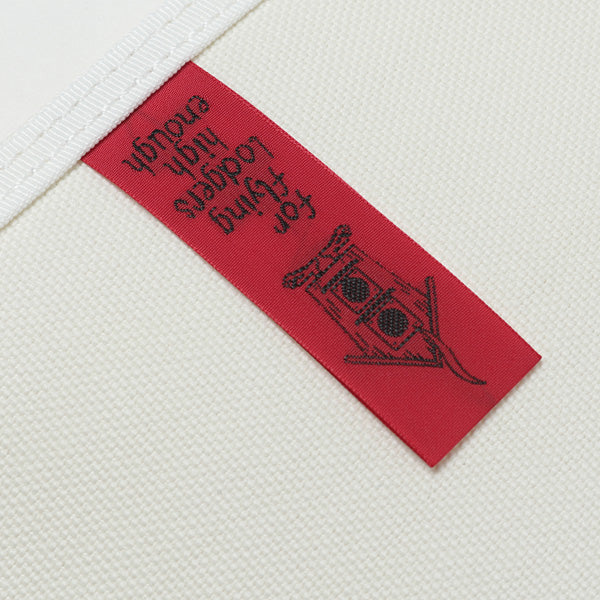 for
flying
Lodgers
high
enough